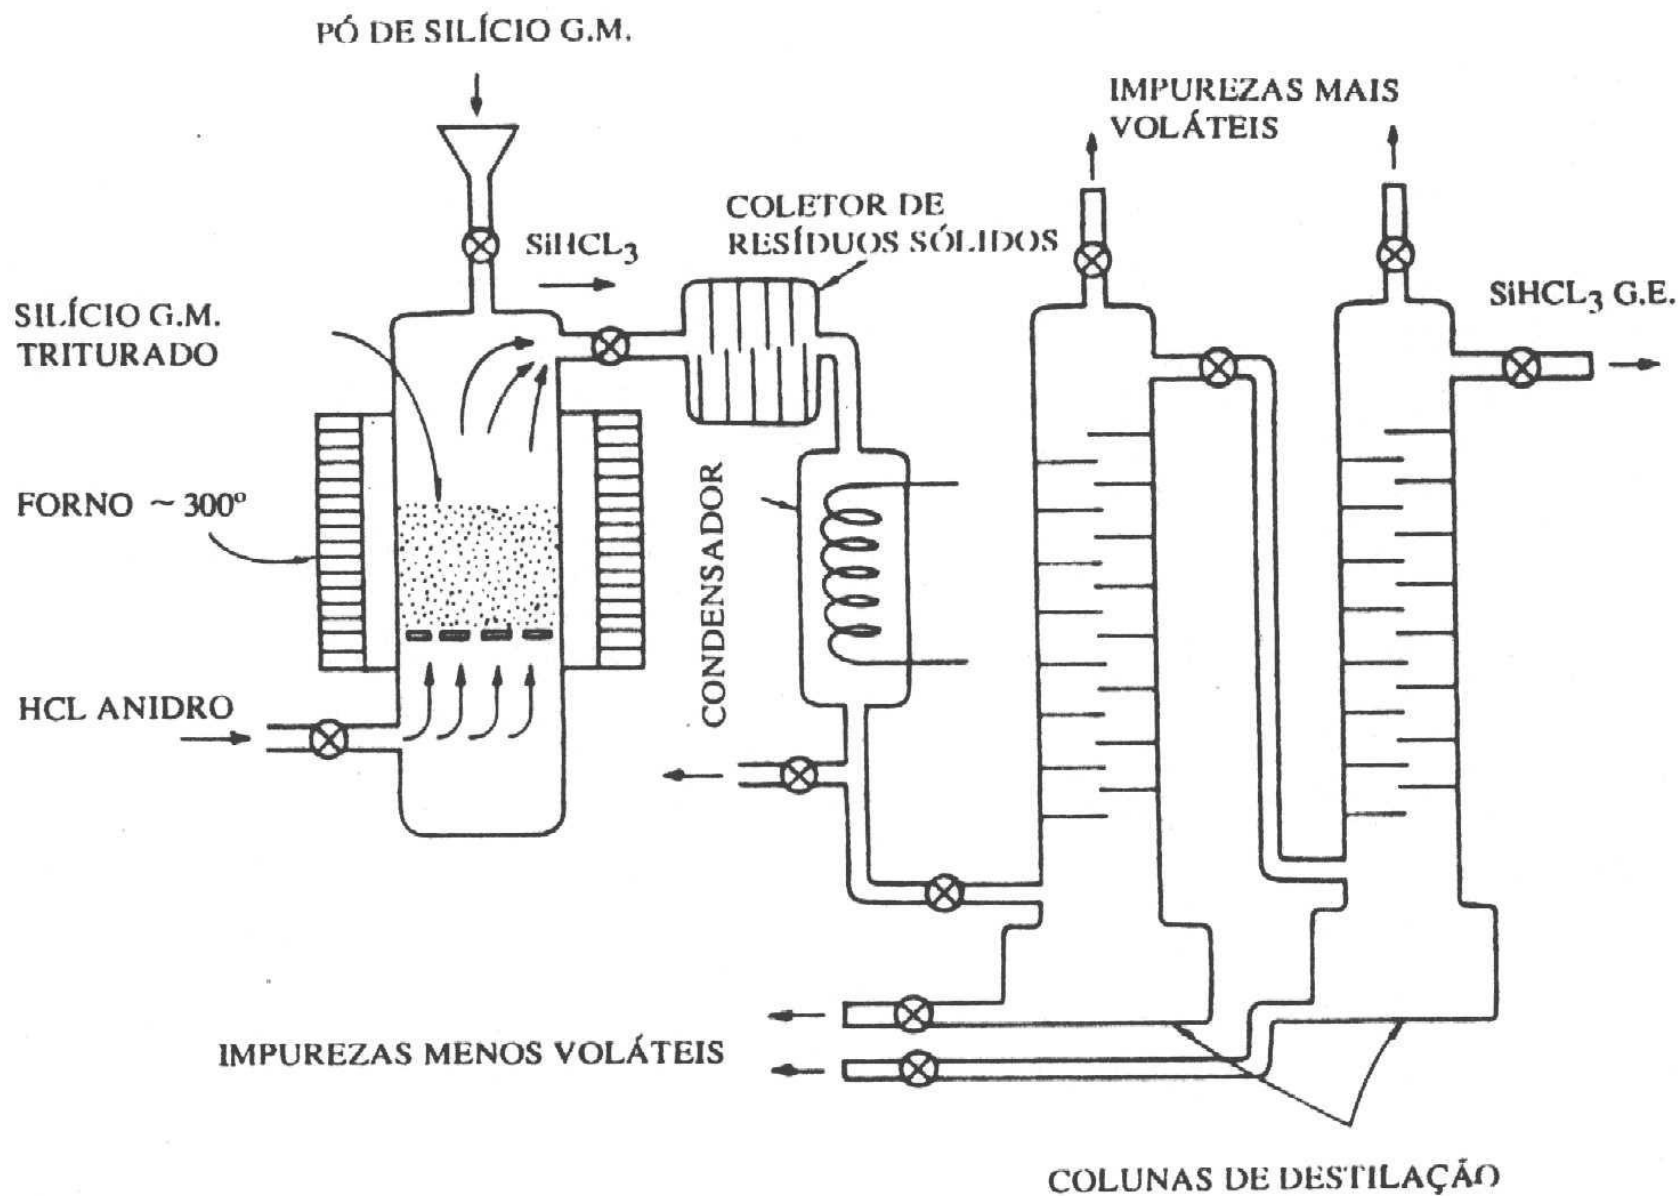 PÓ DE SILÍCIO G.M.
IMPUREZAS MAIS
VOLÁTEIS
COLETOR DE
RESÍDUOS SÓLIDOS
SiHCL3
SiHCL3 G.E.
SILÍCIO G.M.
TRITURADO
FORNO ~ 300º
CONDENSADOR
HCL ANIDRO
IMPUREZAS MENOS VOLÁTEIS
COLUNAS DE DESTILAÇÃO